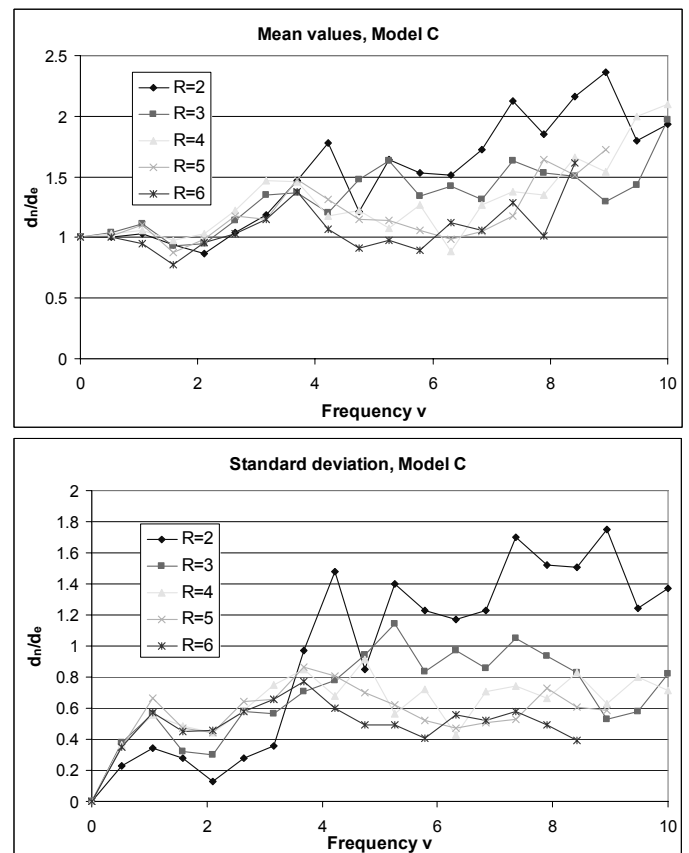 Mean values, Model C
2.5
2
1.5
1
0.5
0
dn/de
R=2
R=3
R=4
R=5
R=6
0 2 4 6 8 10
Frequency v
Standard deviation, Model C
2
1.8
1.6
1.4
1.2
1
0.8
0.6
0.4
0.2
0
dn/de
R=2
R=3
R=4
R=5
R=6
0 2 4 6 8 10
Frequency v